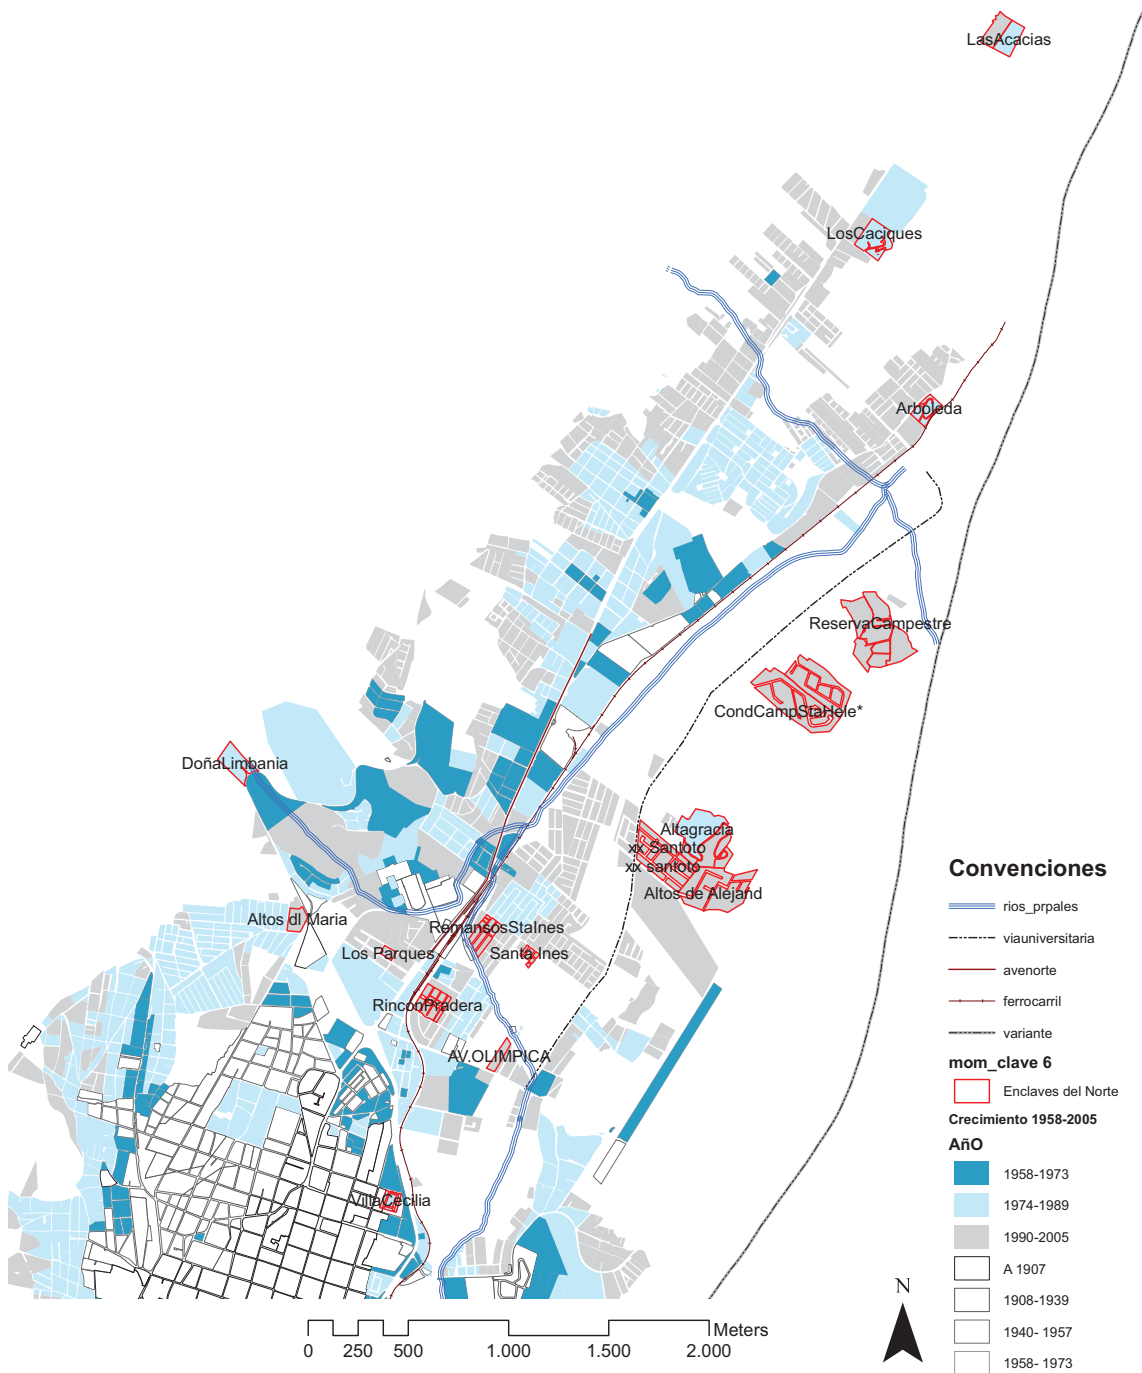 LasAcacias
LosCaciques
Arboleda
ReservaCampestre
CondCampStaHele*
DoñaLimbania
Altagracia
xx Santoto
xx santoto
Altos de Alejand
Altos dl Maria
RemansosStaInes
Los Parques
Santa Ines
RinconPradera
AV.OLIMPICA
VillaCecilia
Convenciones
rios_prpales
viauniversitaria
avenorte
ferrocarril
variante
mom_clave 6
Enclaves del Norte
Crecimiento 1958-2005
AñO
1958-1973
1974-1989
1990-2005
A 1907
1908-1939
1940- 1957
1958- 1973
N
Meters
0 250 500 1.000 1.500 2.000